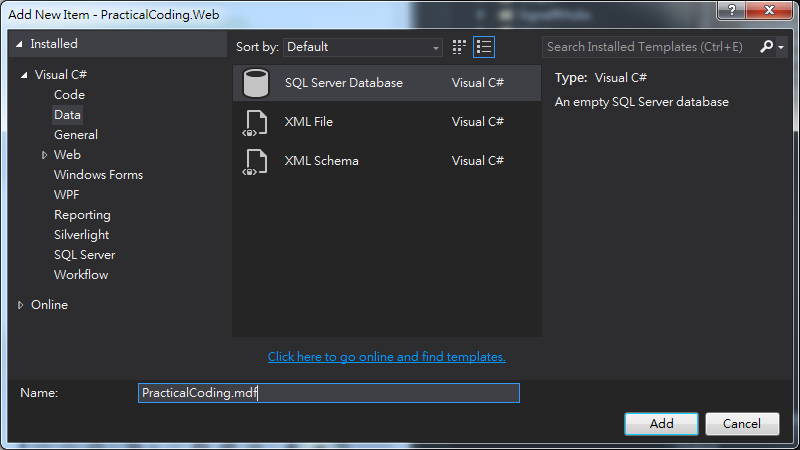 Add New Item - PracticalCoding.Web
Installed
Sort by: Default
Search Installed Templates (Ctrl+E)
Visual C#
Code
Data
General
Web
Windows Forms
WPF
Reporting
Silverlight
SQL Server
Workflow
Online
SQL Server Database Visual C#
XML File Visual C#
XML Schema Visual C#
Type: Visual C#
An empty SQL Server database
Click here to go online and find templates.
Name: PracticalCoding.mdf
Add Cancel